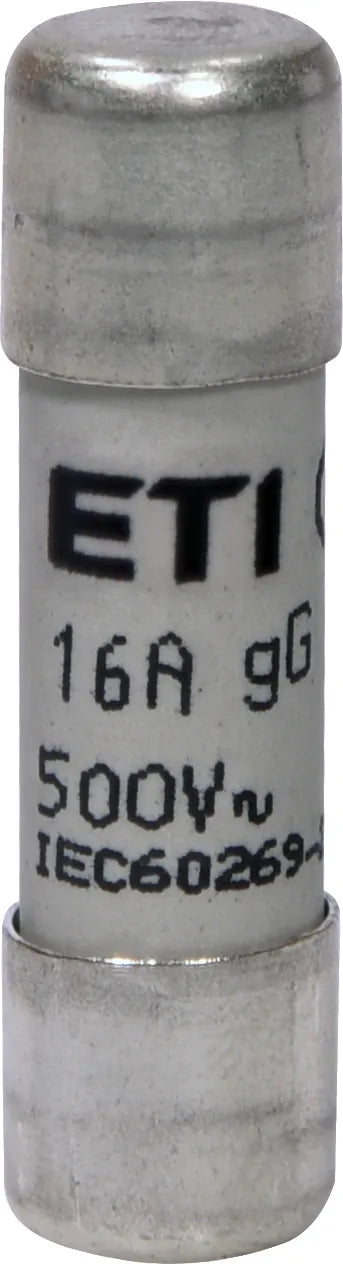 ETI
16A gG
500V~
IEC60269-